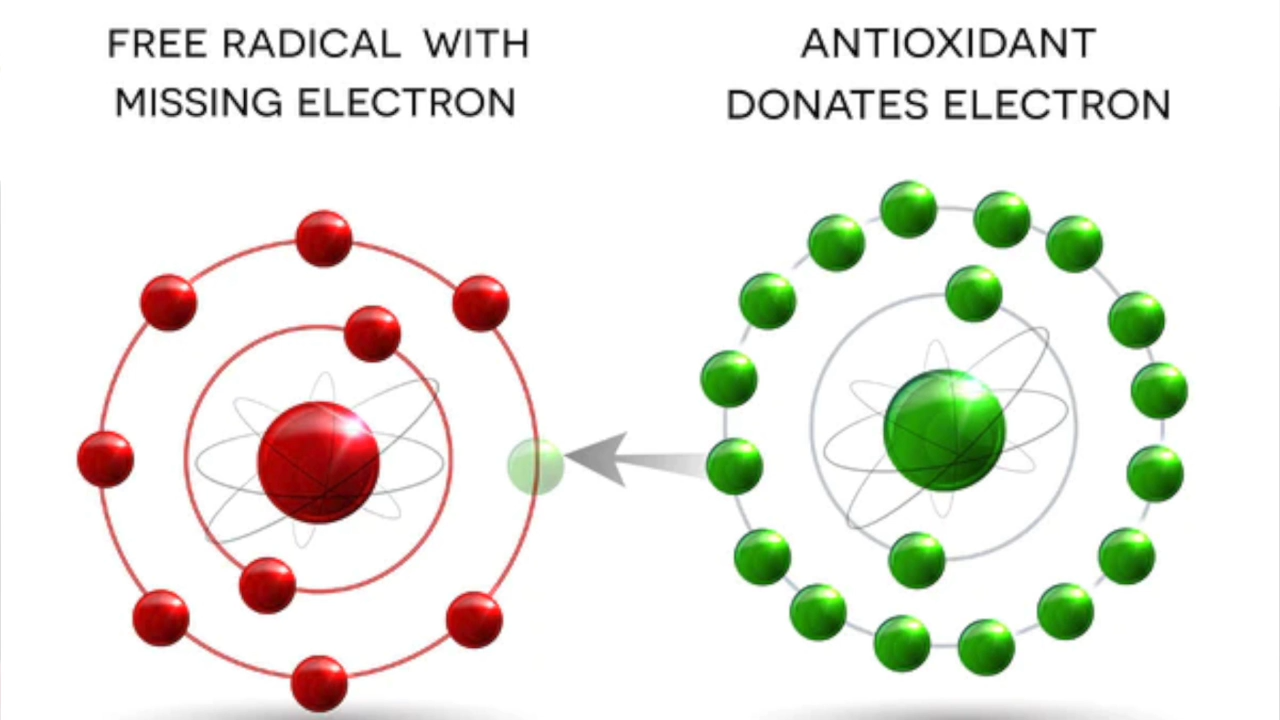 FREE RADICAL WITH
MISSING ELECTRON
ANTIOXIDANT
DONATES ELECTRON